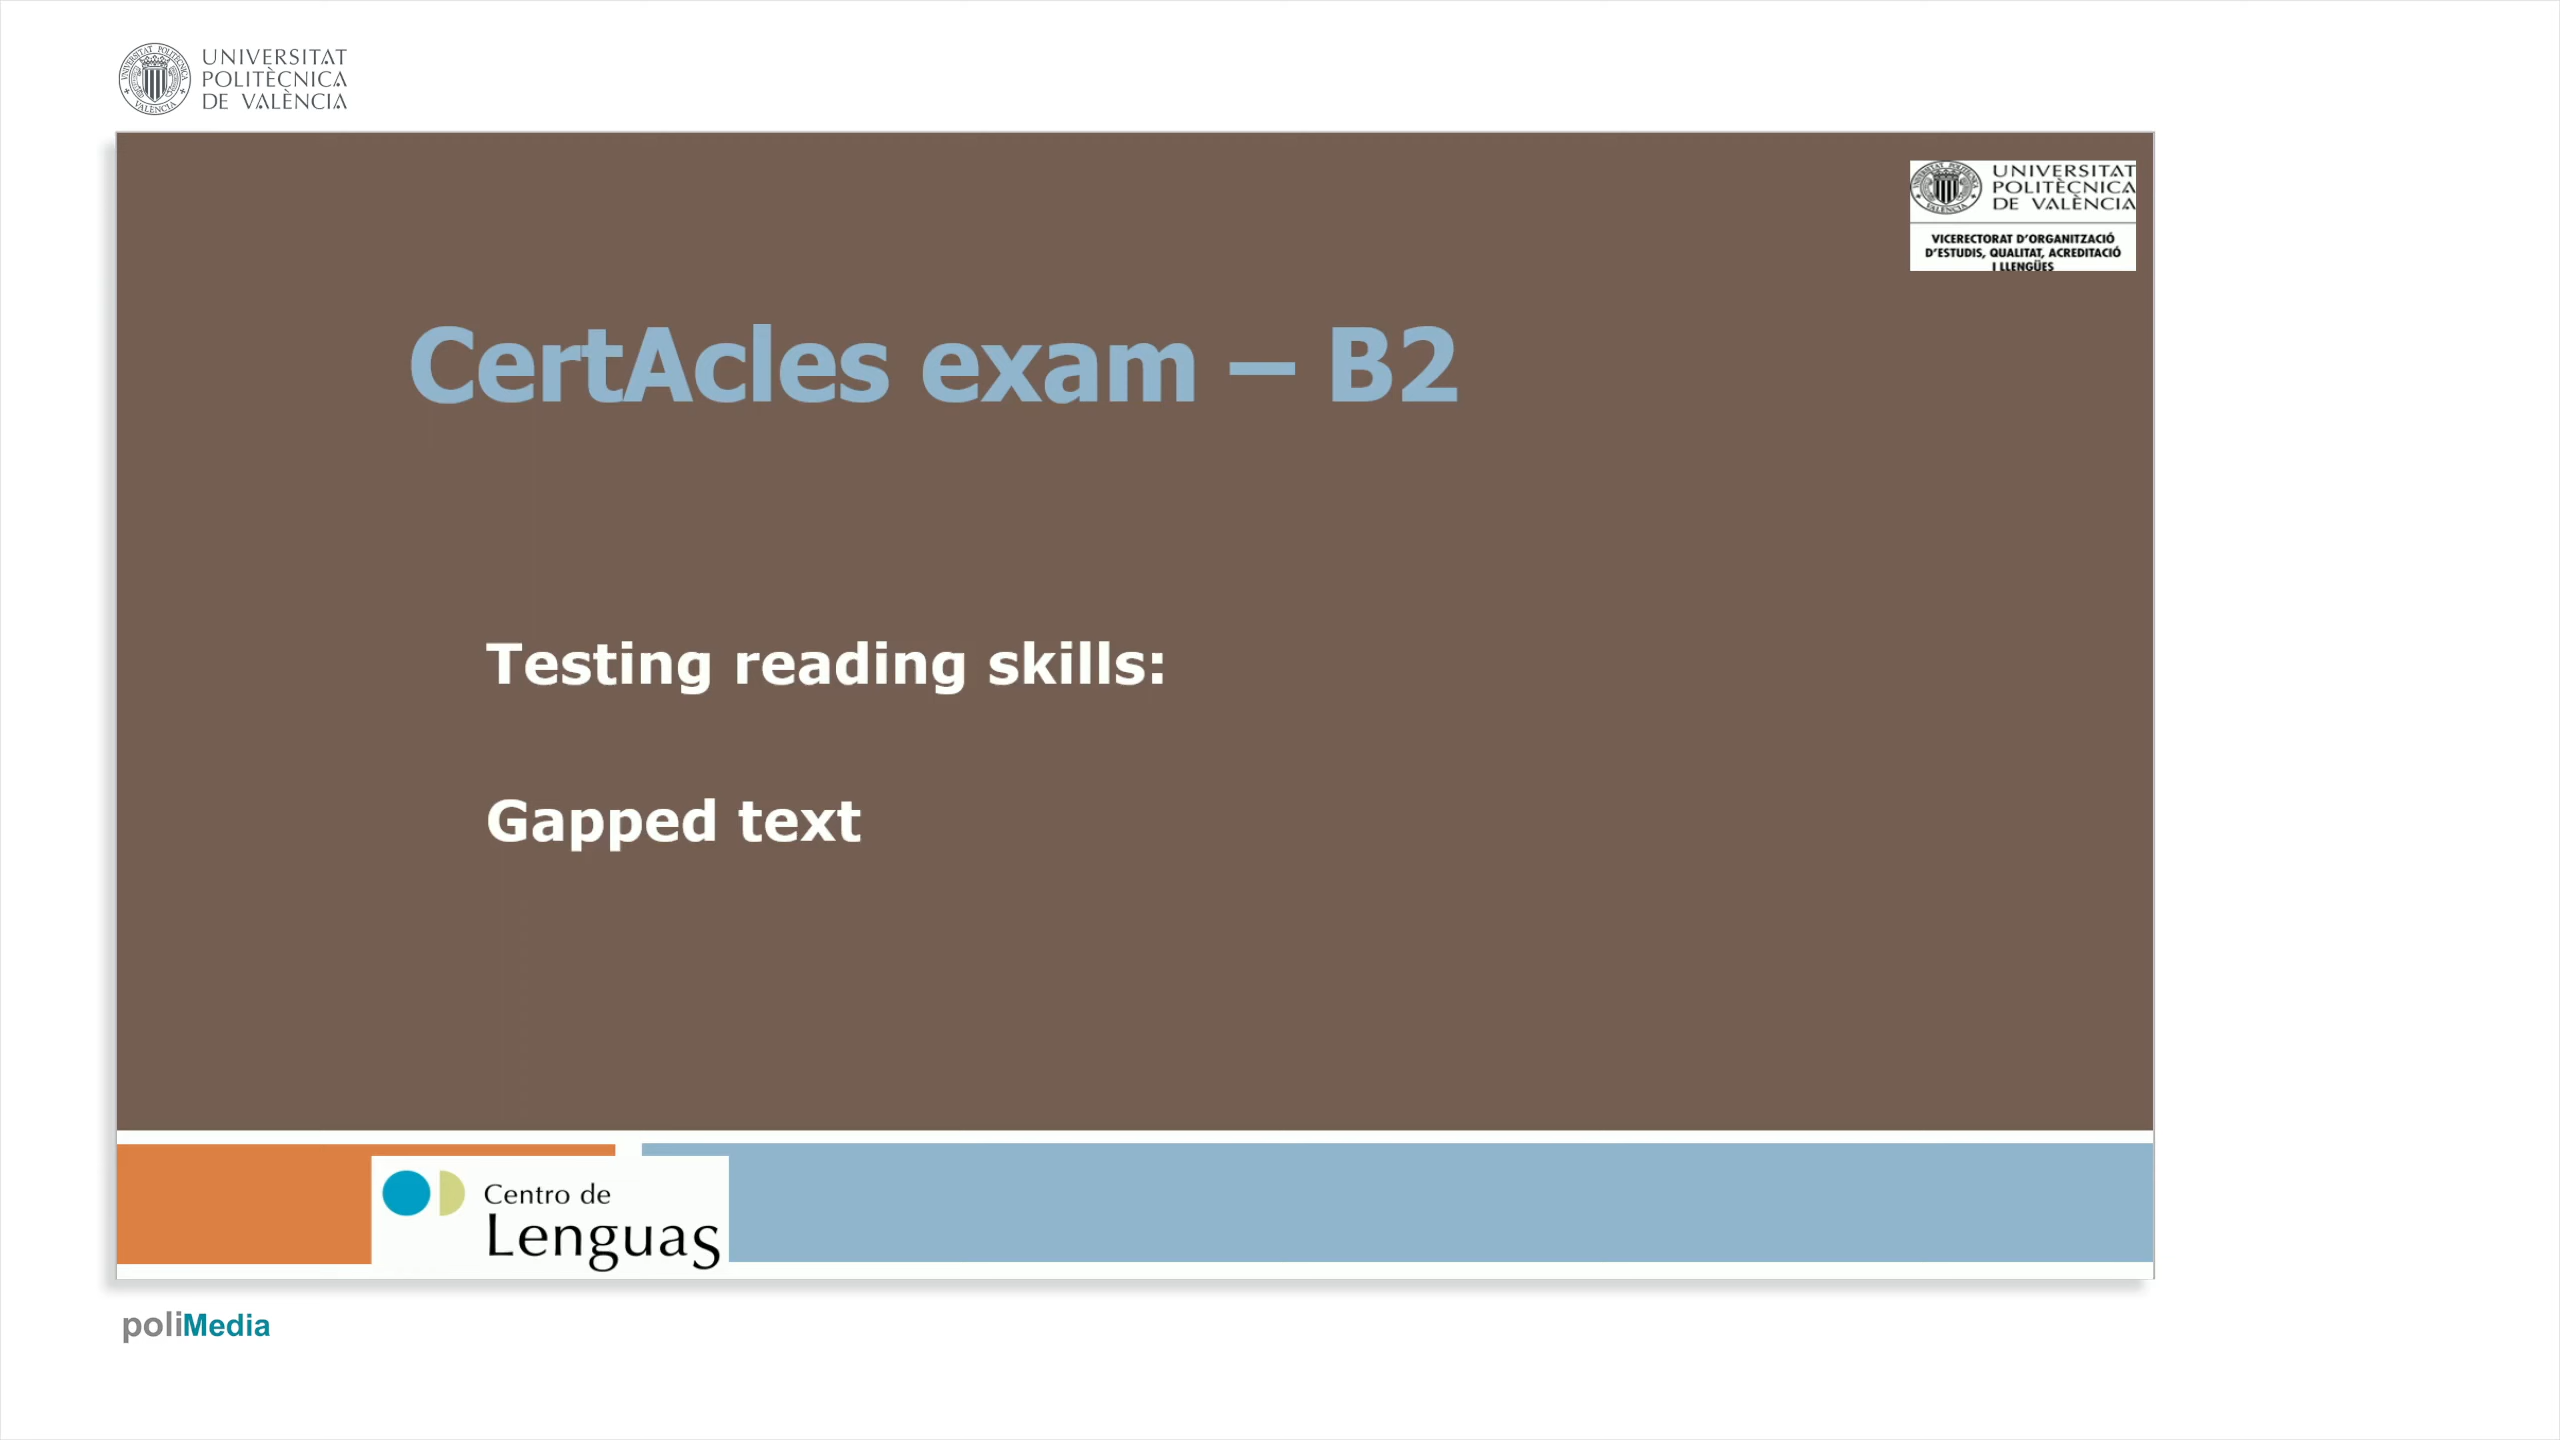 UNIVERSITAT
POLITÈCNICA
DE VALÈNCIA
UNIVERSITAT
POLITÈCNICA
DE VALÈNCIA
VICERECTORAT D'ORGANITZACIÓ
D'ESTUDIS, QUALITAT, ACREDITACIÓ
I LLENGÜES
CertAcles exam – B2
Testing reading skills:
Gapped text
Centro de
Lenguas
poliMedia